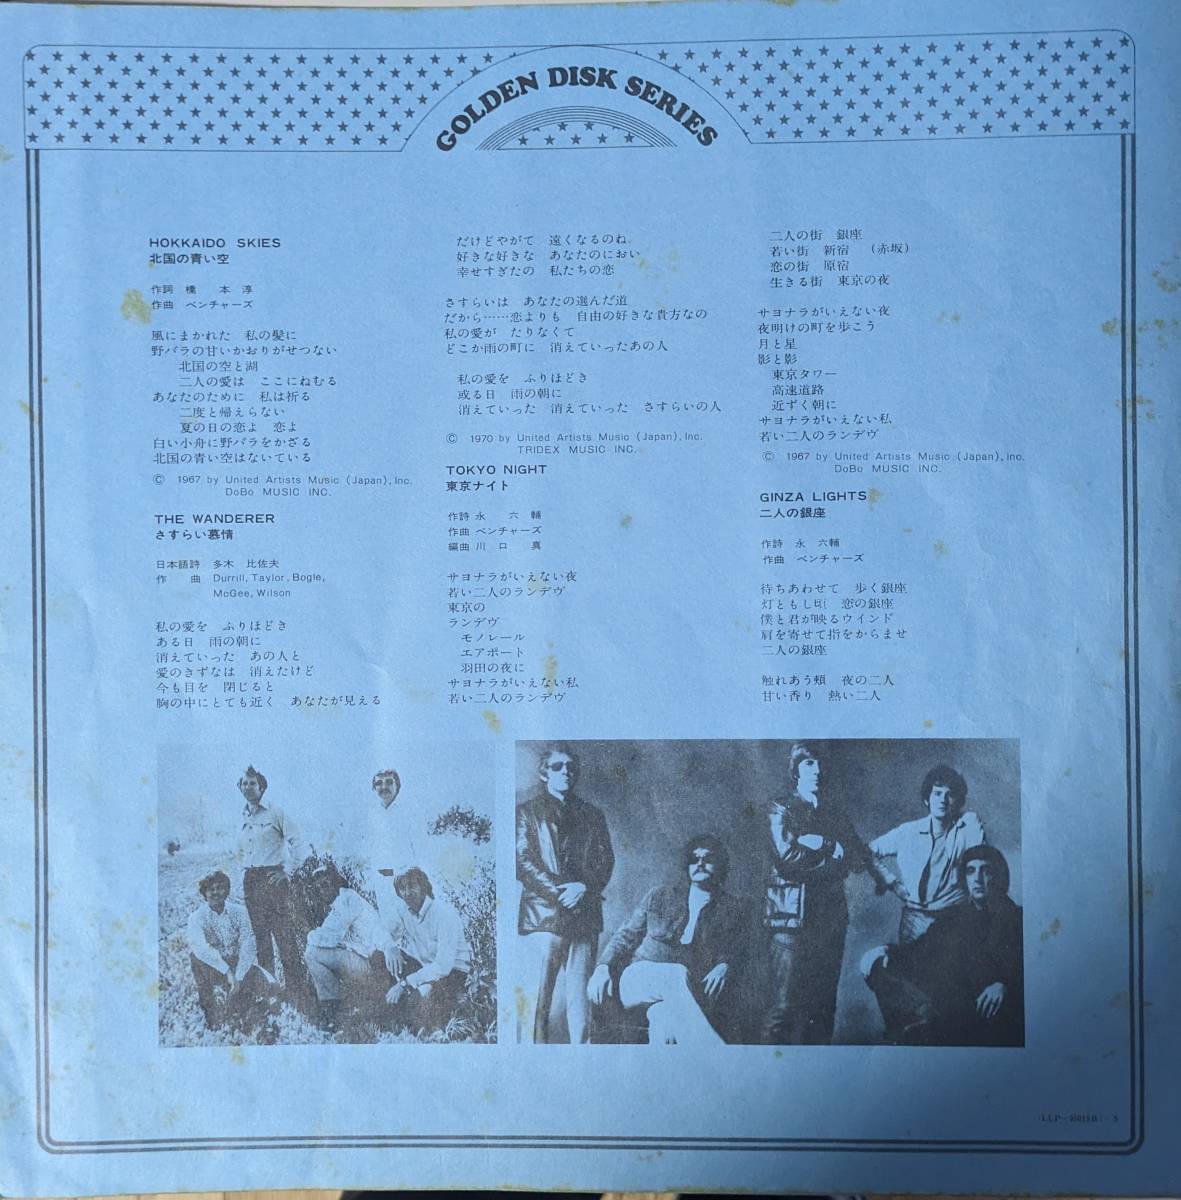 GOLDEN DISK SERIES
HOKKAIDO SKIES
北国の青い空
作詞 橋 本 淳
作曲 ベンチャーズ
風にまかれた 私の髪に
野バラの甘いかおりがせつない
北国の空と湖
二人の愛は ここにねむる
あなたのために 私は祈る
二度と帰えらない
夏の日の恋よ 恋よ
白い小舟に野バラをかざる
北国の青い空はないている
© 1967 by United Artists Music (Japan), Inc.
DoBo MUSIC INC.
THE WANDERER
さすらい慕情
日本語詩 多木 比佐夫
作 曲 Durrill, Taylor, Bogle,
McGee, Wilson
私の愛を ふりほどき
ある日 雨の朝に
消えていった あの人と
愛のきずなは 消えたけど
今も目を 閉じると
胸の中にとても近く あなたが見える
だけどやがて 遠くなるのね
好きな好きな あなたのにおい
幸せすぎたの 私たちの恋
さすらいは あなたの選んだ道
だから……恋よりも 自由の好きな貴方なの
私の愛が たりなくて
どこか雨の町に 消えていったあの人
私の愛を ふりほどき
或る日 雨の朝に
消えていった 消えていった さすらいの人
© 1970 by United Artists Music (Japan), Inc.
TRIDEX MUSIC INC.
TOKYO NIGHT
東京ナイト
作詩 永 六 輔
作曲 ベンチャーズ
編曲 川 口 真
サヨナラがいえない夜
若い二人のランデヴ
東京の
ランデヴ
モノレール
エアポート
羽田の夜に
サヨナラがいえない私
若い二人のランデヴ
二人の街 銀座
若い街 新宿 (赤坂)
恋の街 原宿
生きる街 東京の夜
サヨナラがいえない夜
夜明けの町を歩こう
月と星
影と影
東京タワー
高速道路
近ずく朝に
サヨナラがいえない私
若い二人のランデヴ
© 1967 by United Artists Music (Japan), Inc.
DoBo MUSIC INC.
GINZA LIGHTS
二人の銀座
作詩 永 六輔
作曲 ベンチャーズ
待ちあわせて 歩く銀座
灯ともし頃 恋の銀座
僕と君が映るウインド
肩を寄せて指をからませ
二人の銀座
触れあう頬 夜の二人
甘い香り 熱い二人